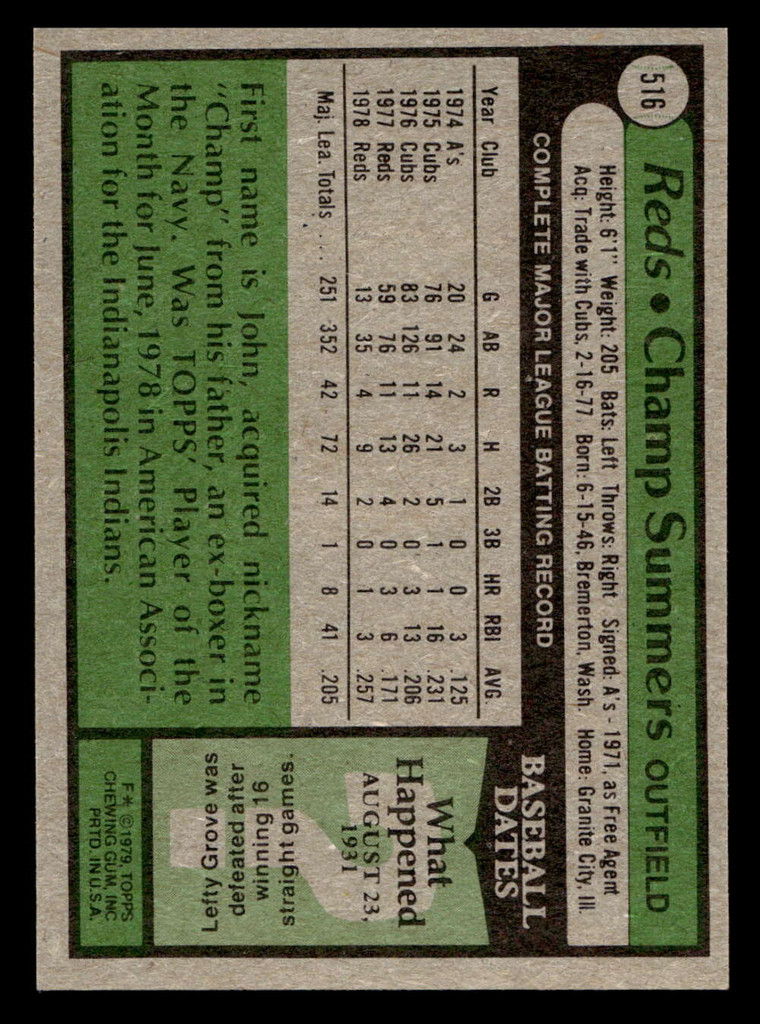 516
Reds • Champ Summers OUTFIELD
Height: 6'1" Weight: 205 Bats: Left Throws: Right Signed: A's - 1971, as Free Agent
Acq: Trade with Cubs, 2-16-77 Born: 6-15-46, Bremerton, Wash. Home: Granite City, Ill.
COMPLETE MAJOR LEAGUE BATTING RECORD
Year Club G AB R H 2B 3B HR RBI AVG
1974 A's 20 24 2 3 1 0 0 3 .125
1975 Cubs 76 91 14 21 5 1 1 16 .231
1976 Cubs 83 126 11 26 2 0 3 13 .206
1977 Reds 59 76 11 13 4 0 3 6 .171
1978 Reds 13 35 4 9 2 0 1 3 .257
Maj. Lea. Totals . . . 251 352 42 72 14 1 8 41 .205
First name is John, acquired nickname
"Champ" from his father, an ex-boxer in
the Navy. Was TOPPS' Player of the
Month for June, 1978 in American Associ-
ation for the Indianapolis Indians.
BASEBALL
DATES
What
Happened
AUGUST 23,
1931
Lefty Grove was
defeated after
winning 16
straight games.
F* © 1979, TOPPS
CHEWING GUM, INC
PRTD. IN U.S.A.